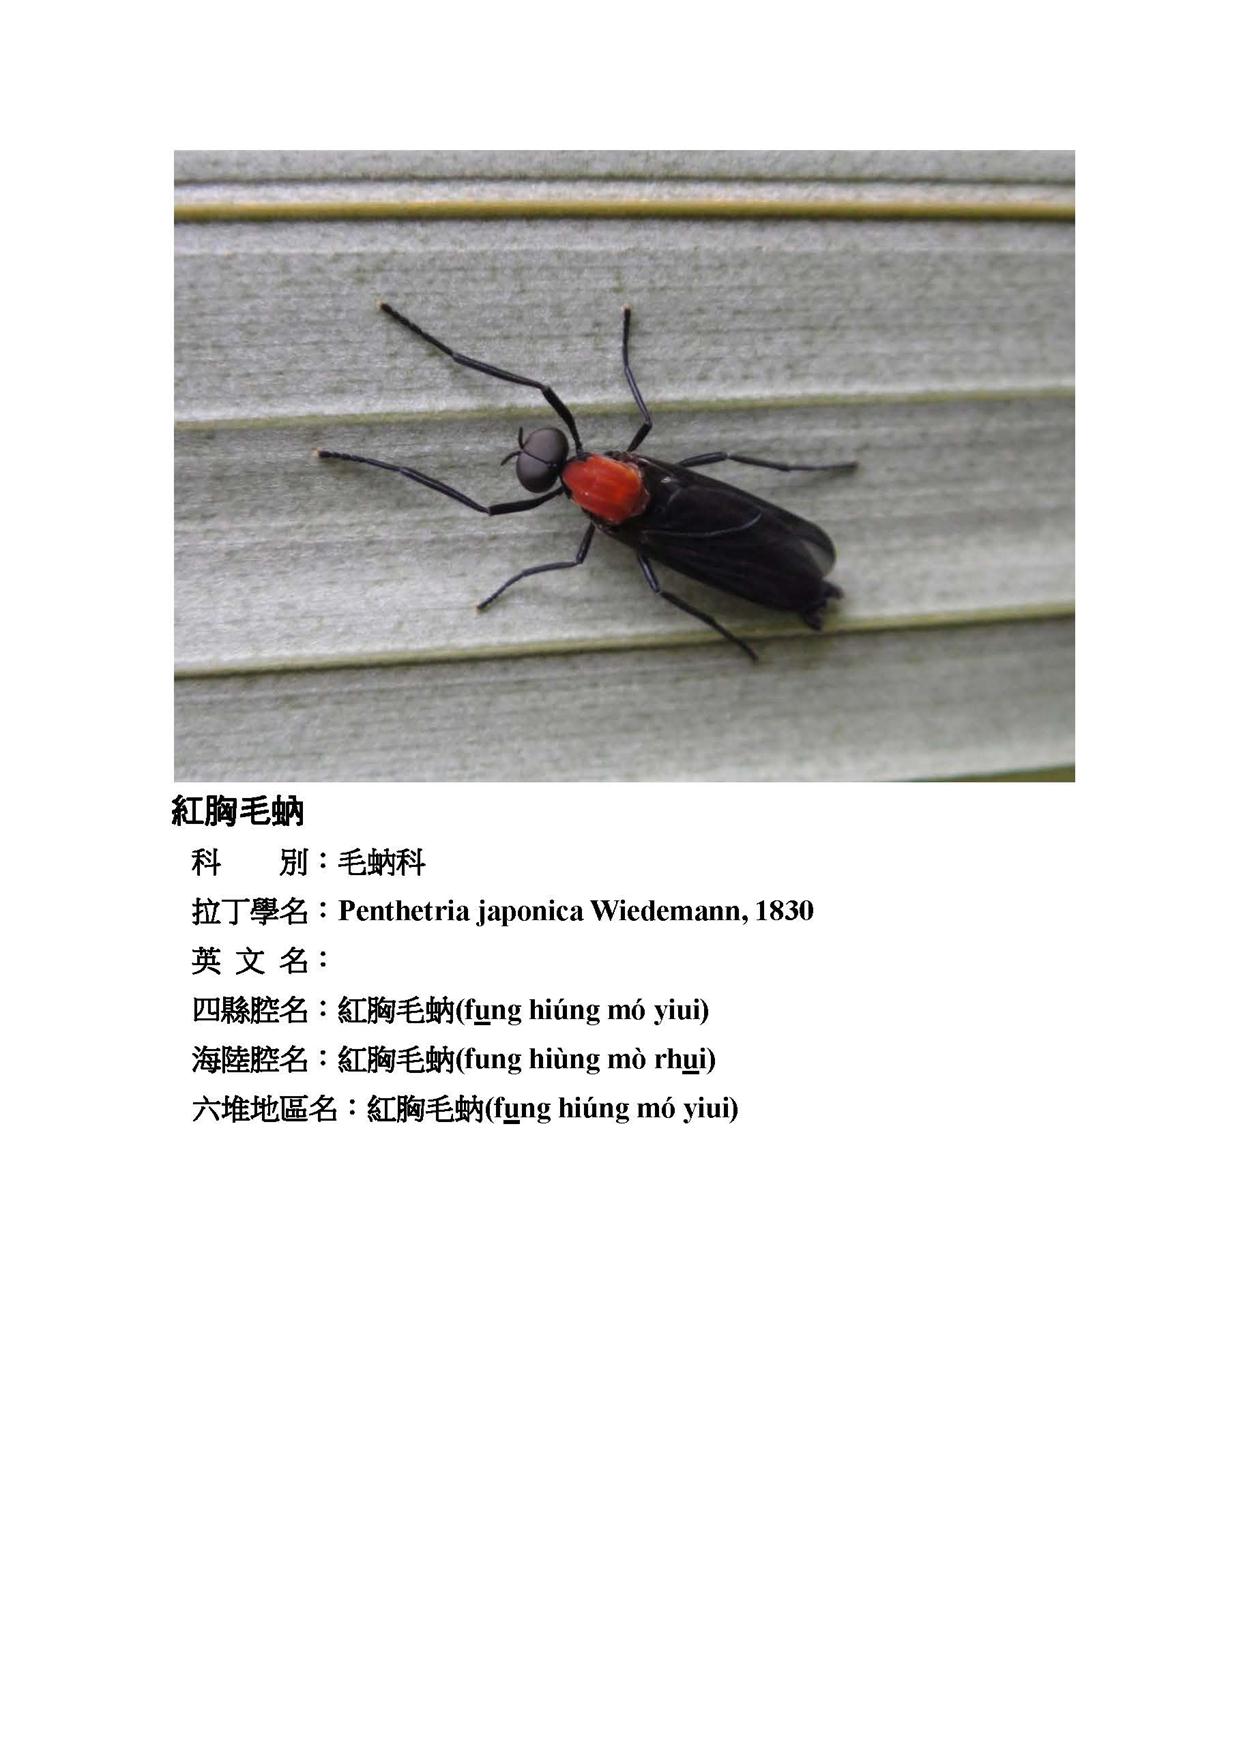 紅胸毛蚋
科　　別：毛蚋科
拉丁學名：Penthetria japonica Wiedemann, 1830
英 文 名：
四縣腔名：紅胸毛蚋(fung hiúng mó yiui)
海陸腔名：紅胸毛蚋(fung hiùng mò rhui)
六堆地區名：紅胸毛蚋(fung hiúng mó yiui)